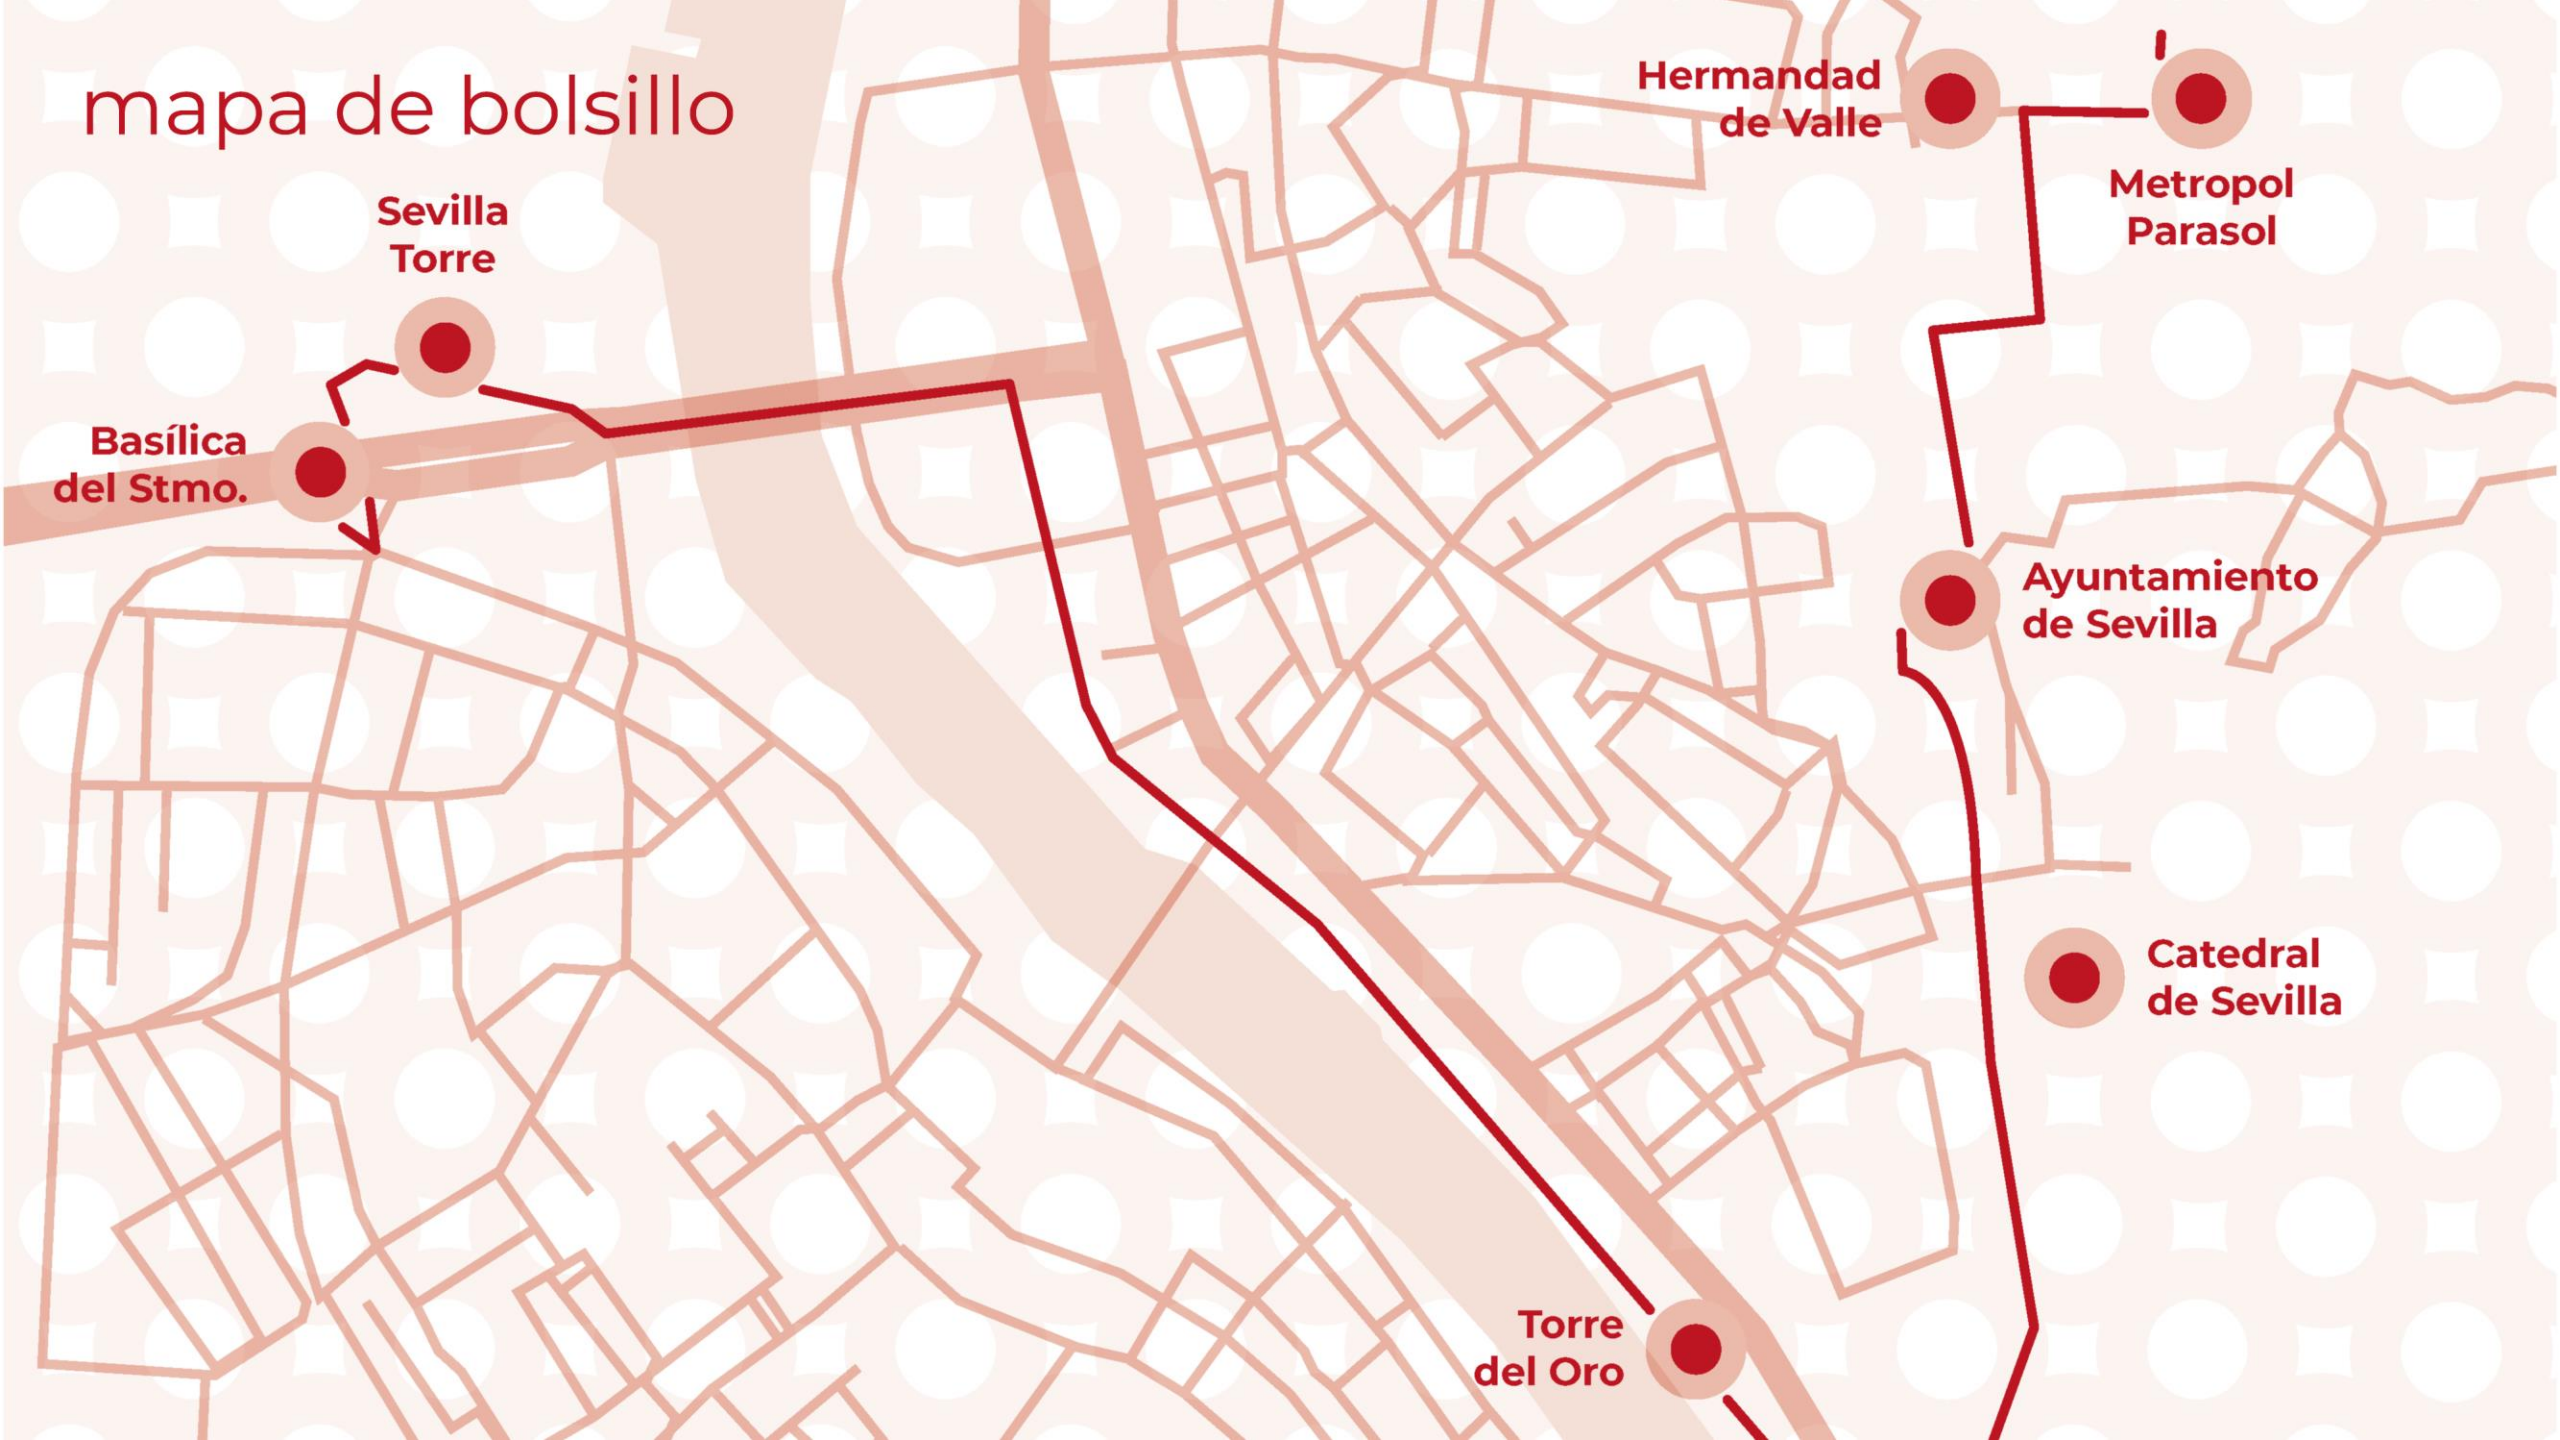 mapa de bolsillo
Sevilla
Torre
Basílica
del Stmo.
Hermandad
de Valle
Metropol
Parasol
Ayuntamiento
de Sevilla
Catedral
de Sevilla
Torre
del Oro